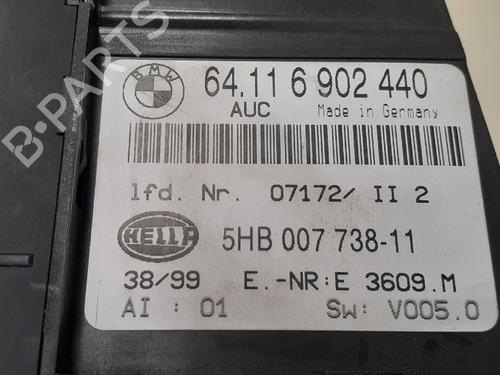 BMW
64.11 6 902 440
AUC Made in Germany
lfd. Nr. 07172/ II 2
HELLA 5HB 007 738-11
38/99 E.-NR:E 3609.M
AI : 01 Sw: V005.0
B-PARTS